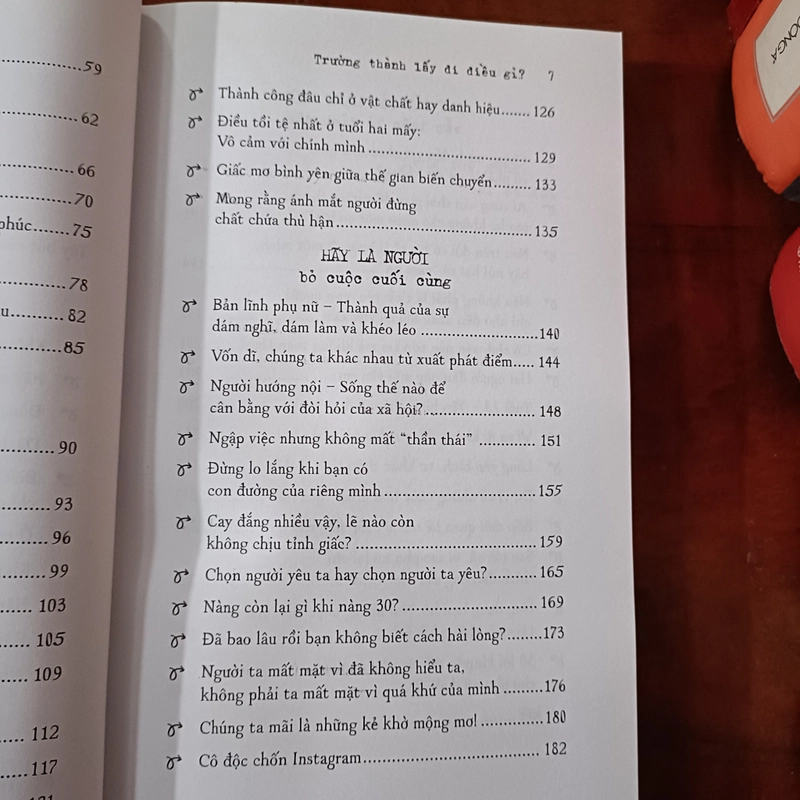 59
62
66
70
phúc 75
78
82
85
90
93
96
99
103
105
109
112
117
Trưởng thành lấy đi điều gì? 7
Thành công đâu chỉ ở vật chất hay danh hiệu....... 126
Điều tồi tệ nhất ở tuổi hai mấy:
Vô cảm với chính mình ................................... 129
Giấc mơ bình yên giữa thế gian biến chuyển......... 133
Mong rằng ánh mắt người đừng
chất chứa thù hận........................................... 135
HÃY LÀ NGƯỜI
bỏ cuộc cuối cùng
Bản lĩnh phụ nữ – Thành quả của sự
dám nghĩ, dám làm và khéo léo .........................140
Vốn dĩ, chúng ta khác nhau từ xuất phát điểm..... 144
Người hướng nội – Sống thế nào để
cân bằng với đòi hỏi của xã hội?........................ 148
Ngập việc nhưng không mất “thần thái” ............. 151
Đừng lo lắng khi bạn có
con đường của riêng mình .................................155
Cay đắng nhiều vậy, lẽ nào còn
không chịu tỉnh giấc? ........................................159
Chọn người yêu ta hay chọn người ta yêu?...........165
Nàng còn lại gì khi nàng 30? .............................169
Đã bao lâu rồi bạn không biết cách hài lòng?........173
Người ta mất mặt vì đã không hiểu ta,
không phải ta mất mặt vì quá khứ của mình .........176
Chúng ta mãi là những kẻ khờ mộng mơ! ............. 180
Cô độc chốn Instagram...................................... 182